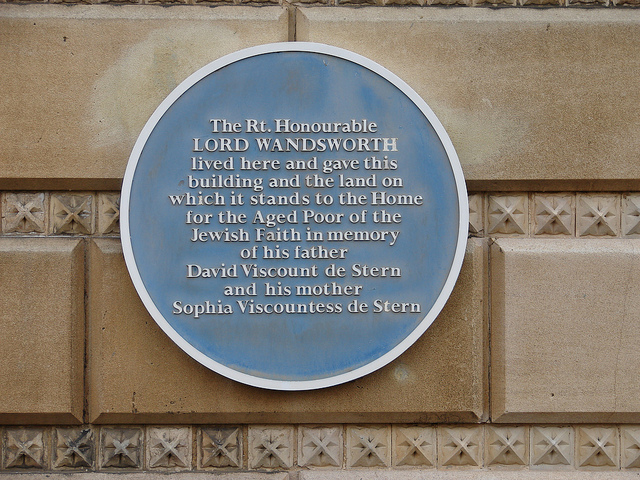 The Rt. Honourable
LORD WANDSWORTH
lived here and gave this
building and the land on
which it stands to the Home
for the Aged Poor of the
Jewish Faith in memory
of his father
David Viscount de Stern
and his mother
Sophia Viscountess de Stern